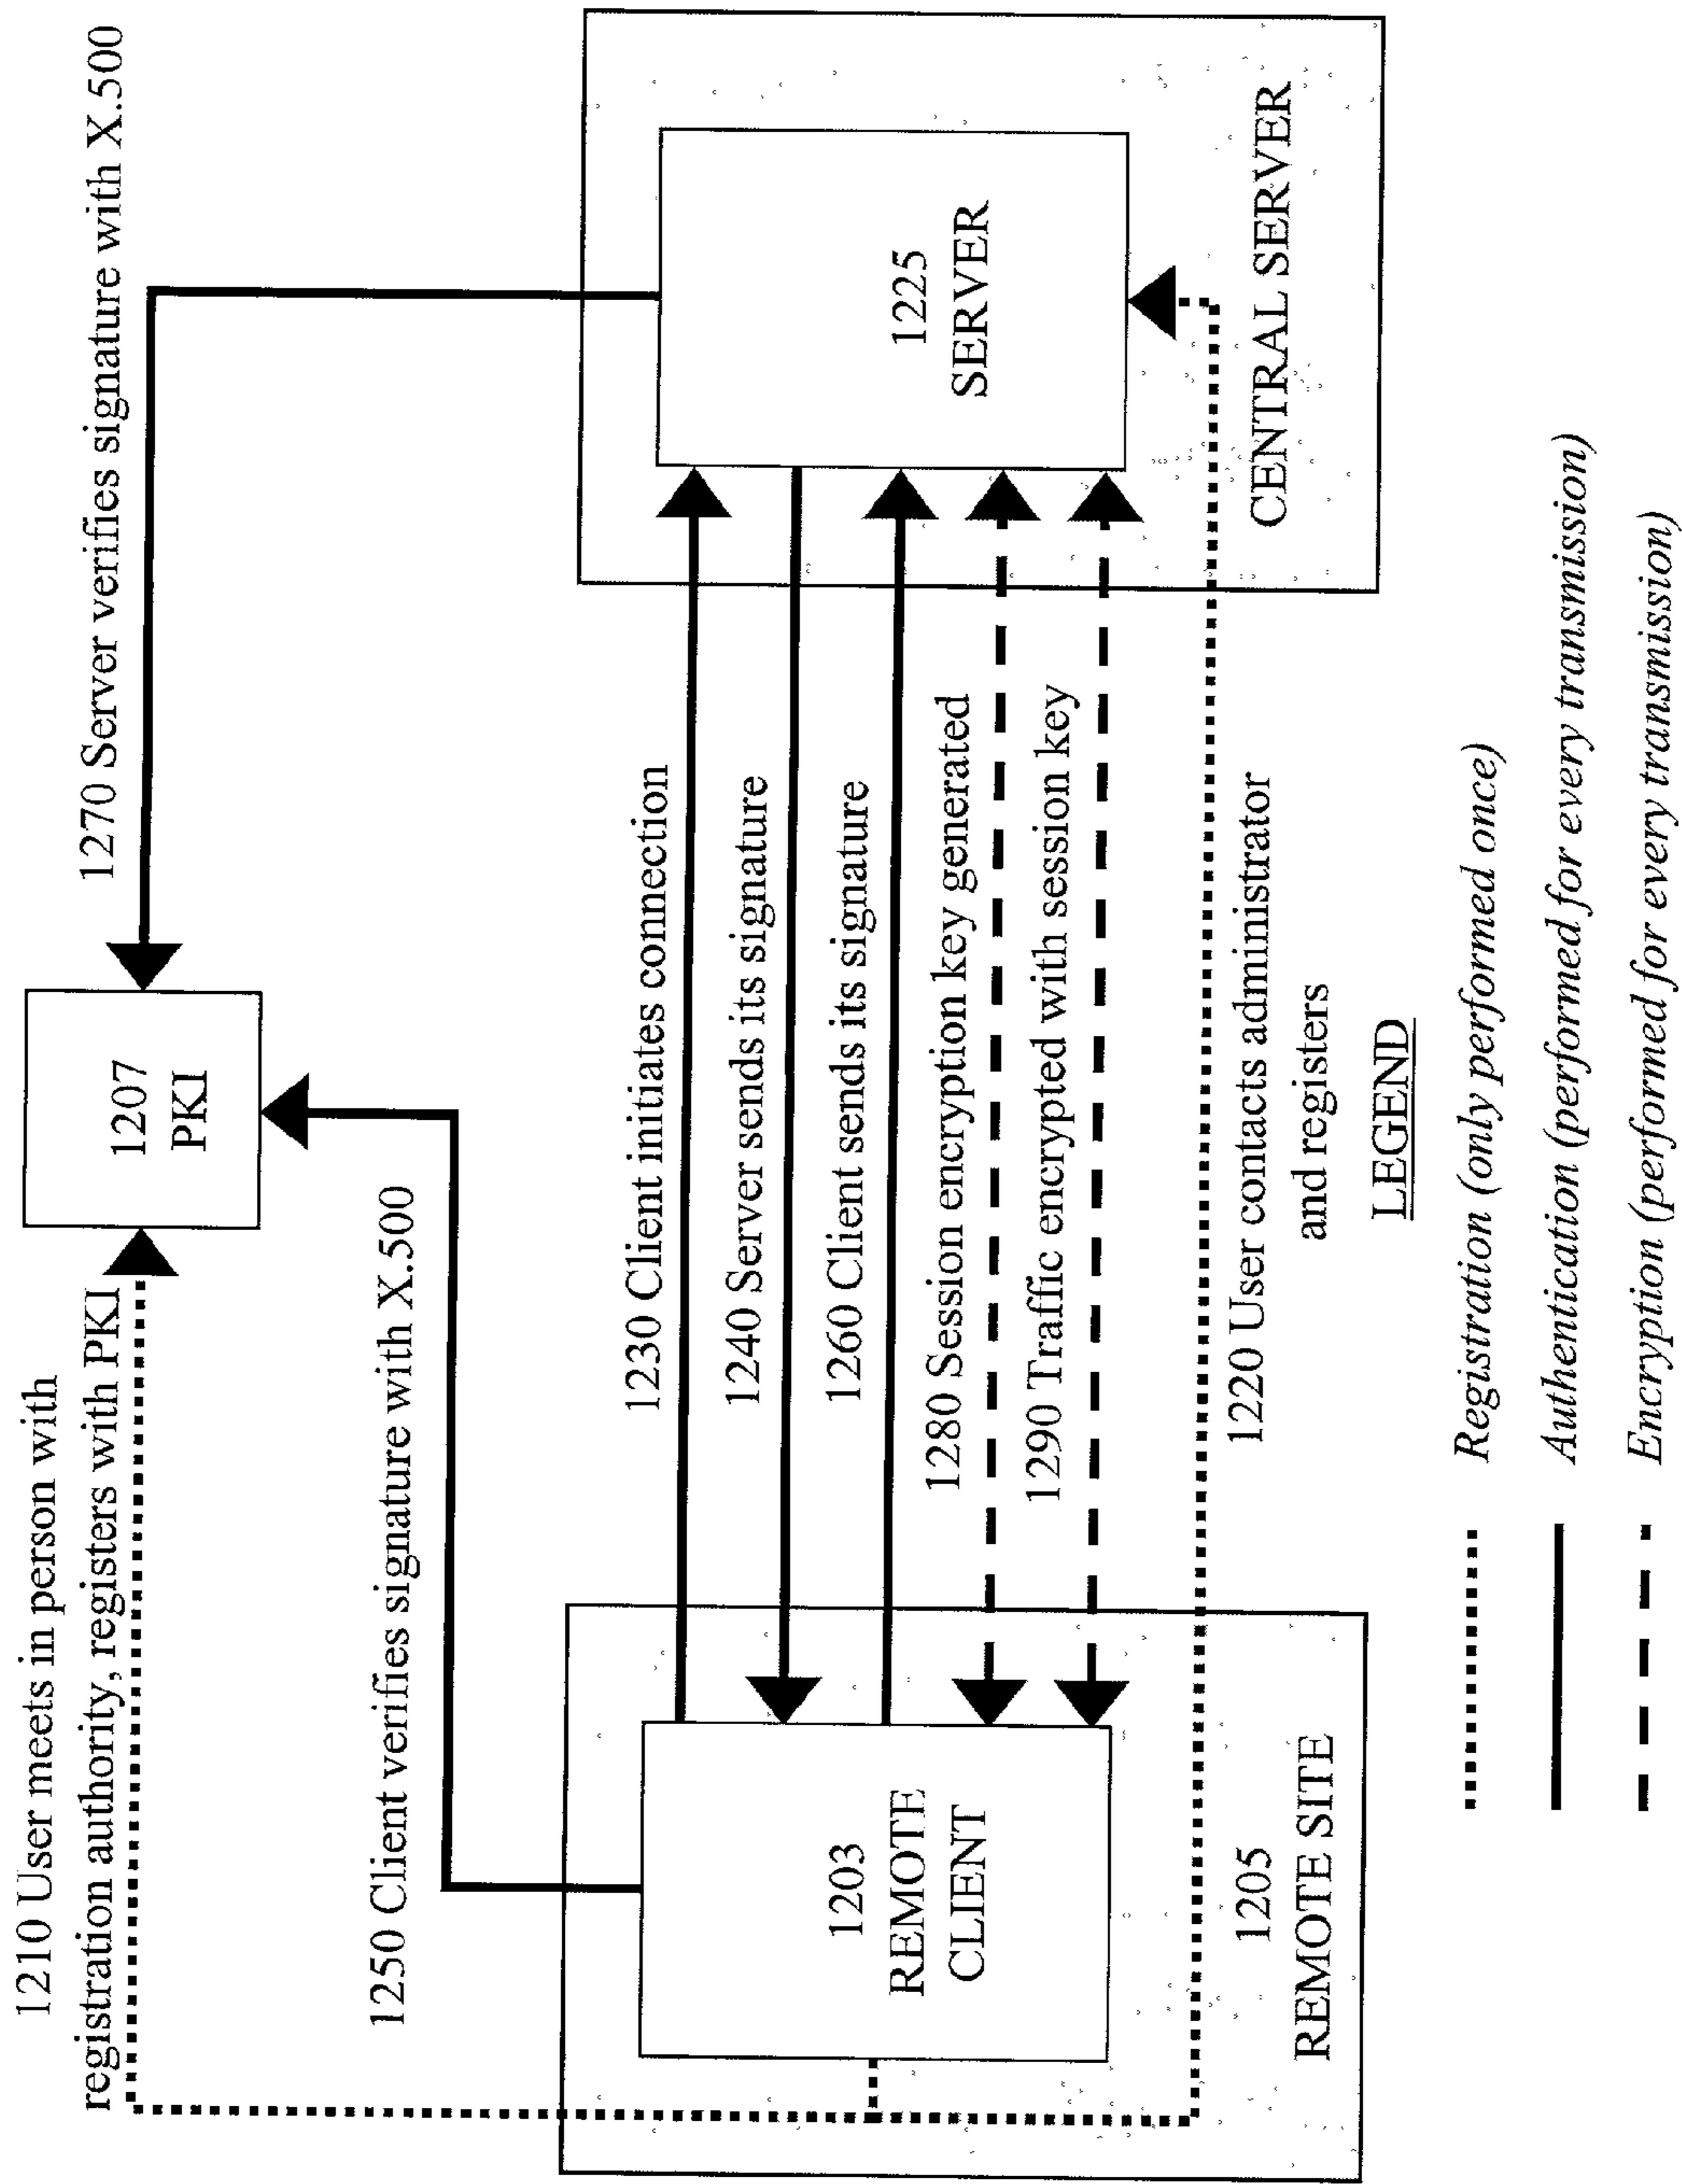 1210 User meets in person with
registration authority, registers with PKI
1270 Server verifies signature with X.500
1207
PKI
1250 Client verifies signature with X.500
1230 Client initiates connection
1240 Server sends its signature
1260 Client sends its signature
1280 Session encryption key generated
1290 Traffic encrypted with session key
1203
REMOTE
CLIENT
1205
REMOTE SITE
1225
SERVER
CENTRAL SERVER
1220 User contacts administrator
and registers
LEGEND
Registration (only performed once)
Authentication (performed for every transmission)
Encryption (performed for every transmission)